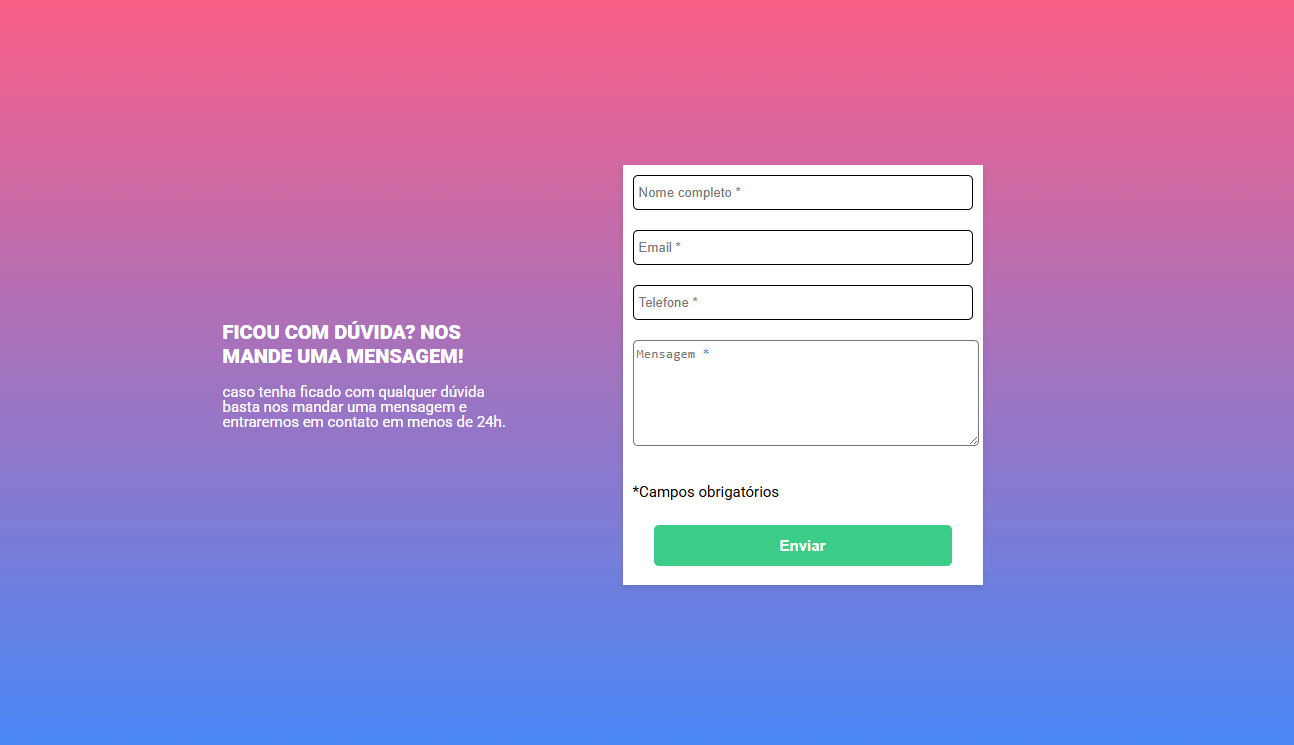 FICOU COM DÚVIDA? NOS
MANDE UMA MENSAGEM!
caso tenha ficado com qualquer dúvida
basta nos mandar uma mensagem e
entraremos em contato em menos de 24h.
Nome completo *
Email *
Telefone *
Mensagem *
*Campos obrigatórios
Enviar